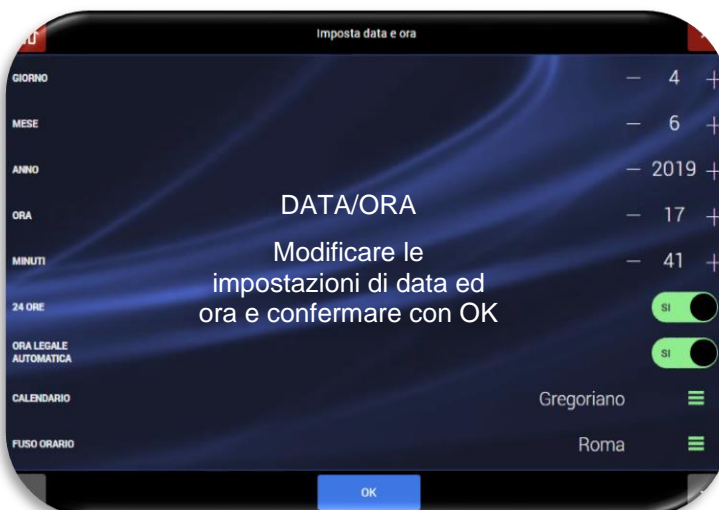 Imposta data e ora
GIORNO
− 4 +
MESE
− 6 +
ANNO
− 2019 +
ORA
− 17 +
MINUTI
− 41 +
24 ORE
SI
ORA LEGALE
AUTOMATICA
SI
CALENDARIO
Gregoriano
FUSO ORARIO
Roma
DATA/ORA
Modificare le
impostazioni di data ed
ora e confermare con OK
OK